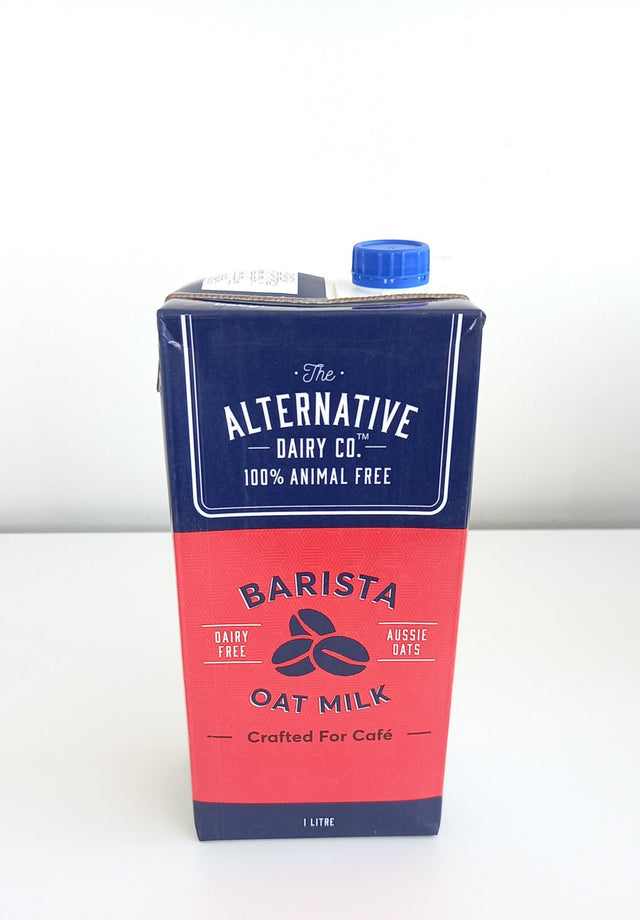 The
ALTERNATIVE
DAIRY CO.™
100% ANIMAL FREE
BARISTA
DAIRY
FREE
AUSSIE
OATS
OAT MILK
Crafted For Café
1 LITRE